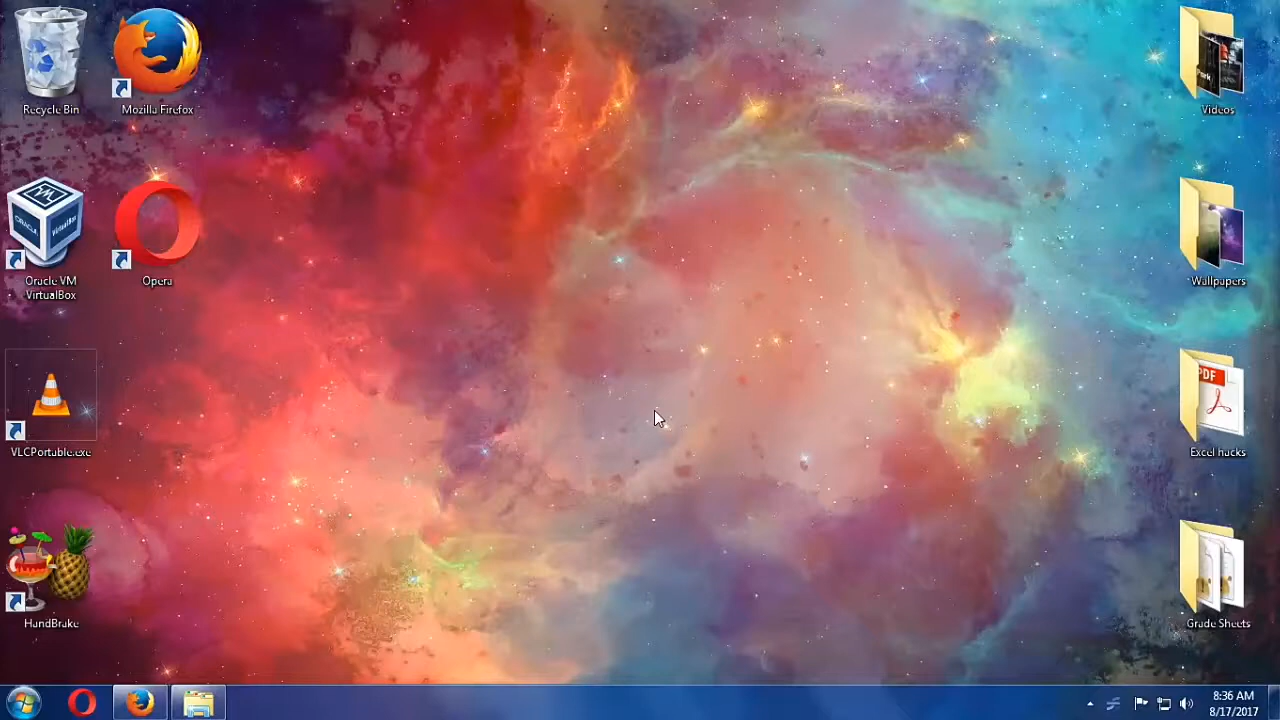 Recycle Bin
Mozilla Firefox
Videos
Oracle VM
VirtualBox
Opera
Wallpapers
VLCPortable.exe
PDF
Excel hacks
HandBrake
Grade Sheets
8:36 AM
8/17/2017